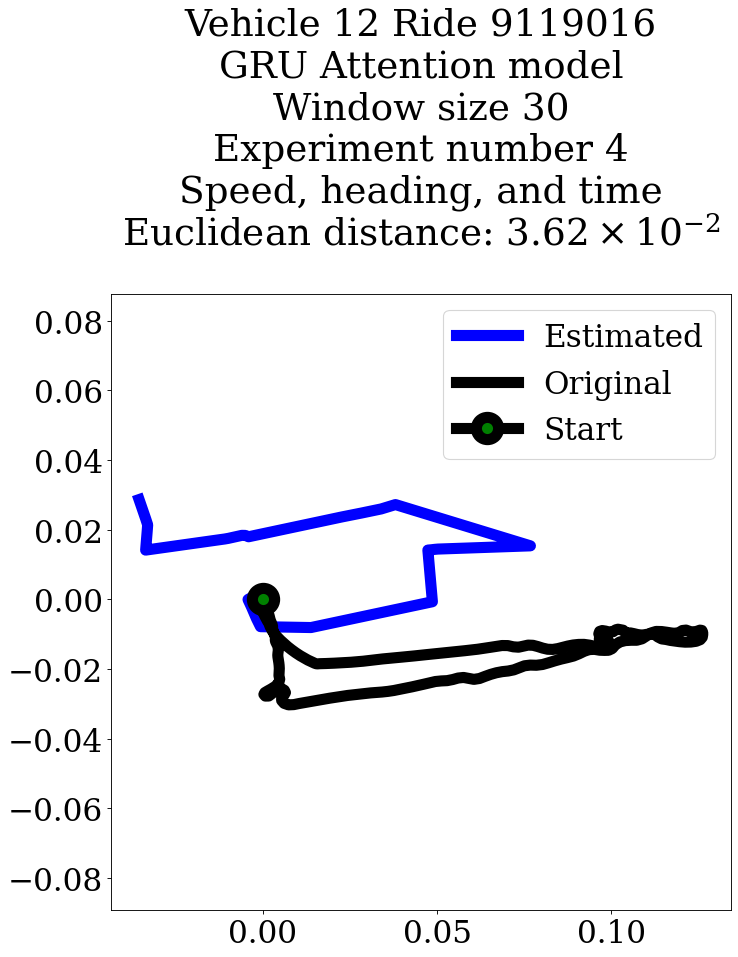 Vehicle 12 Ride 9119016
GRU Attention model
Window size 30
Experiment number 4
Speed, heading, and time
Euclidean distance: 3.62 × 10⁻²
Estimated
Original
Start
0.08
0.06
0.04
0.02
0.00
−0.02
−0.04
−0.06
−0.08
0.00 0.05 0.10